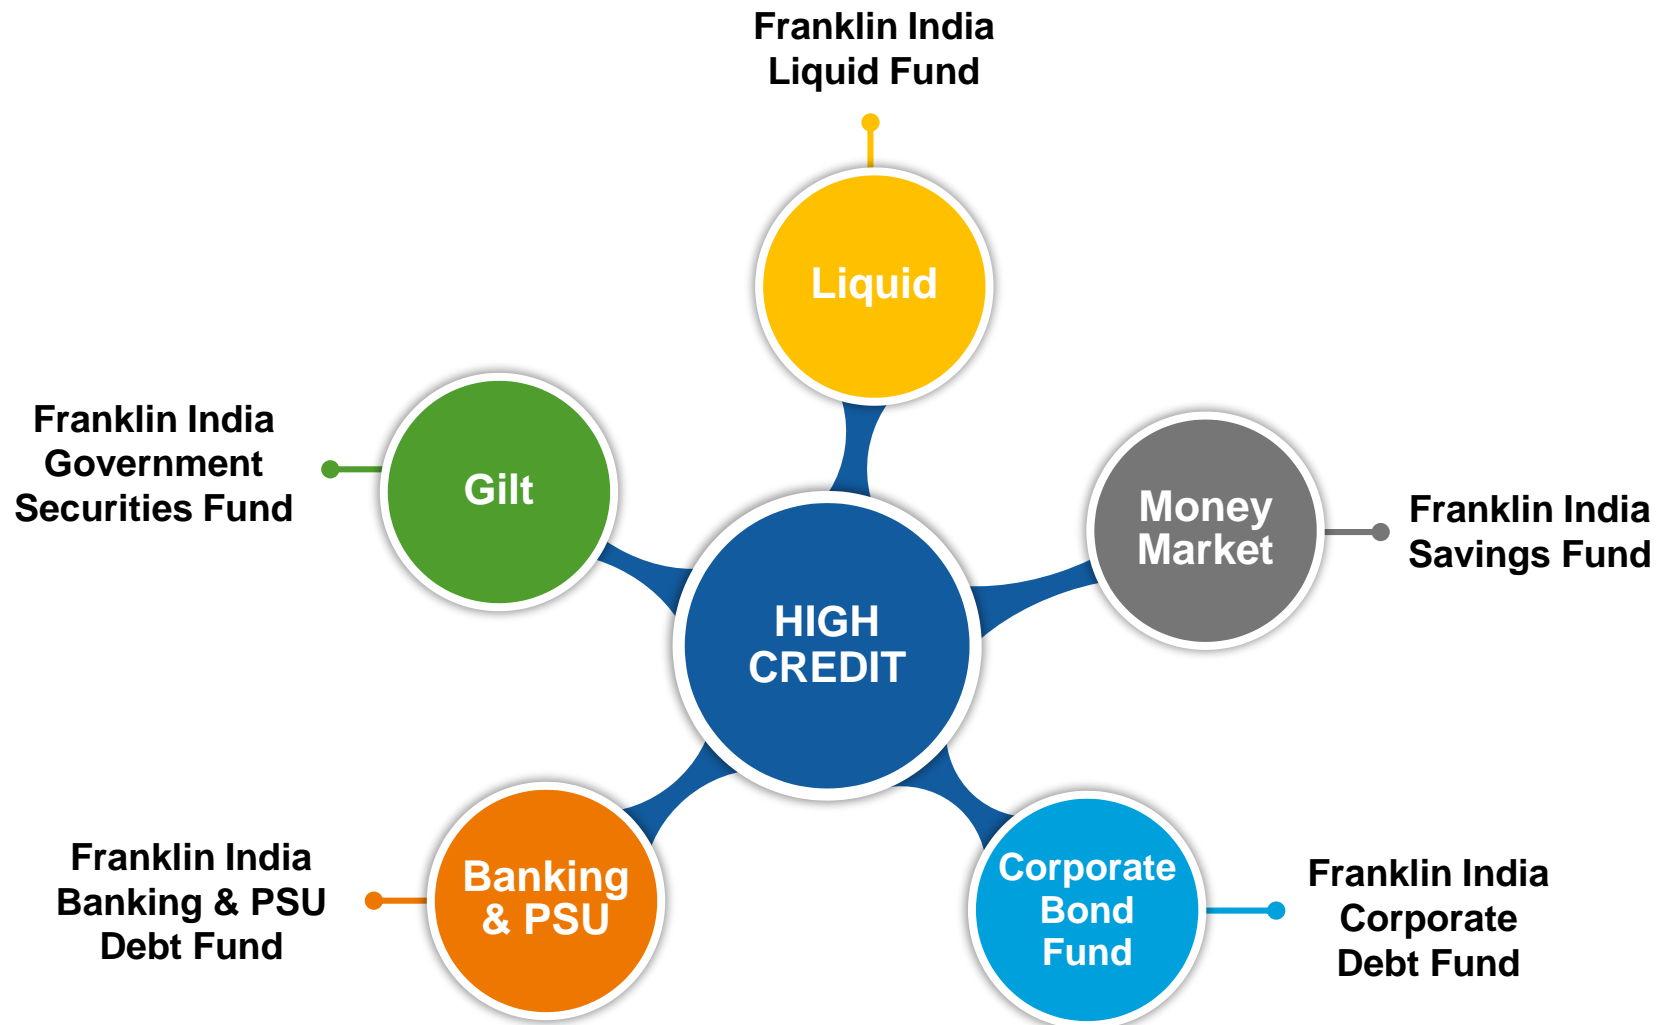 Franklin India
Liquid Fund
Liquid
Franklin India
Government
Securities Fund
Gilt
Money
Market
Franklin India
Savings Fund
HIGH
CREDIT
Franklin India
Banking & PSU
Debt Fund
Banking
& PSU
Corporate
Bond
Fund
Franklin India
Corporate
Debt Fund